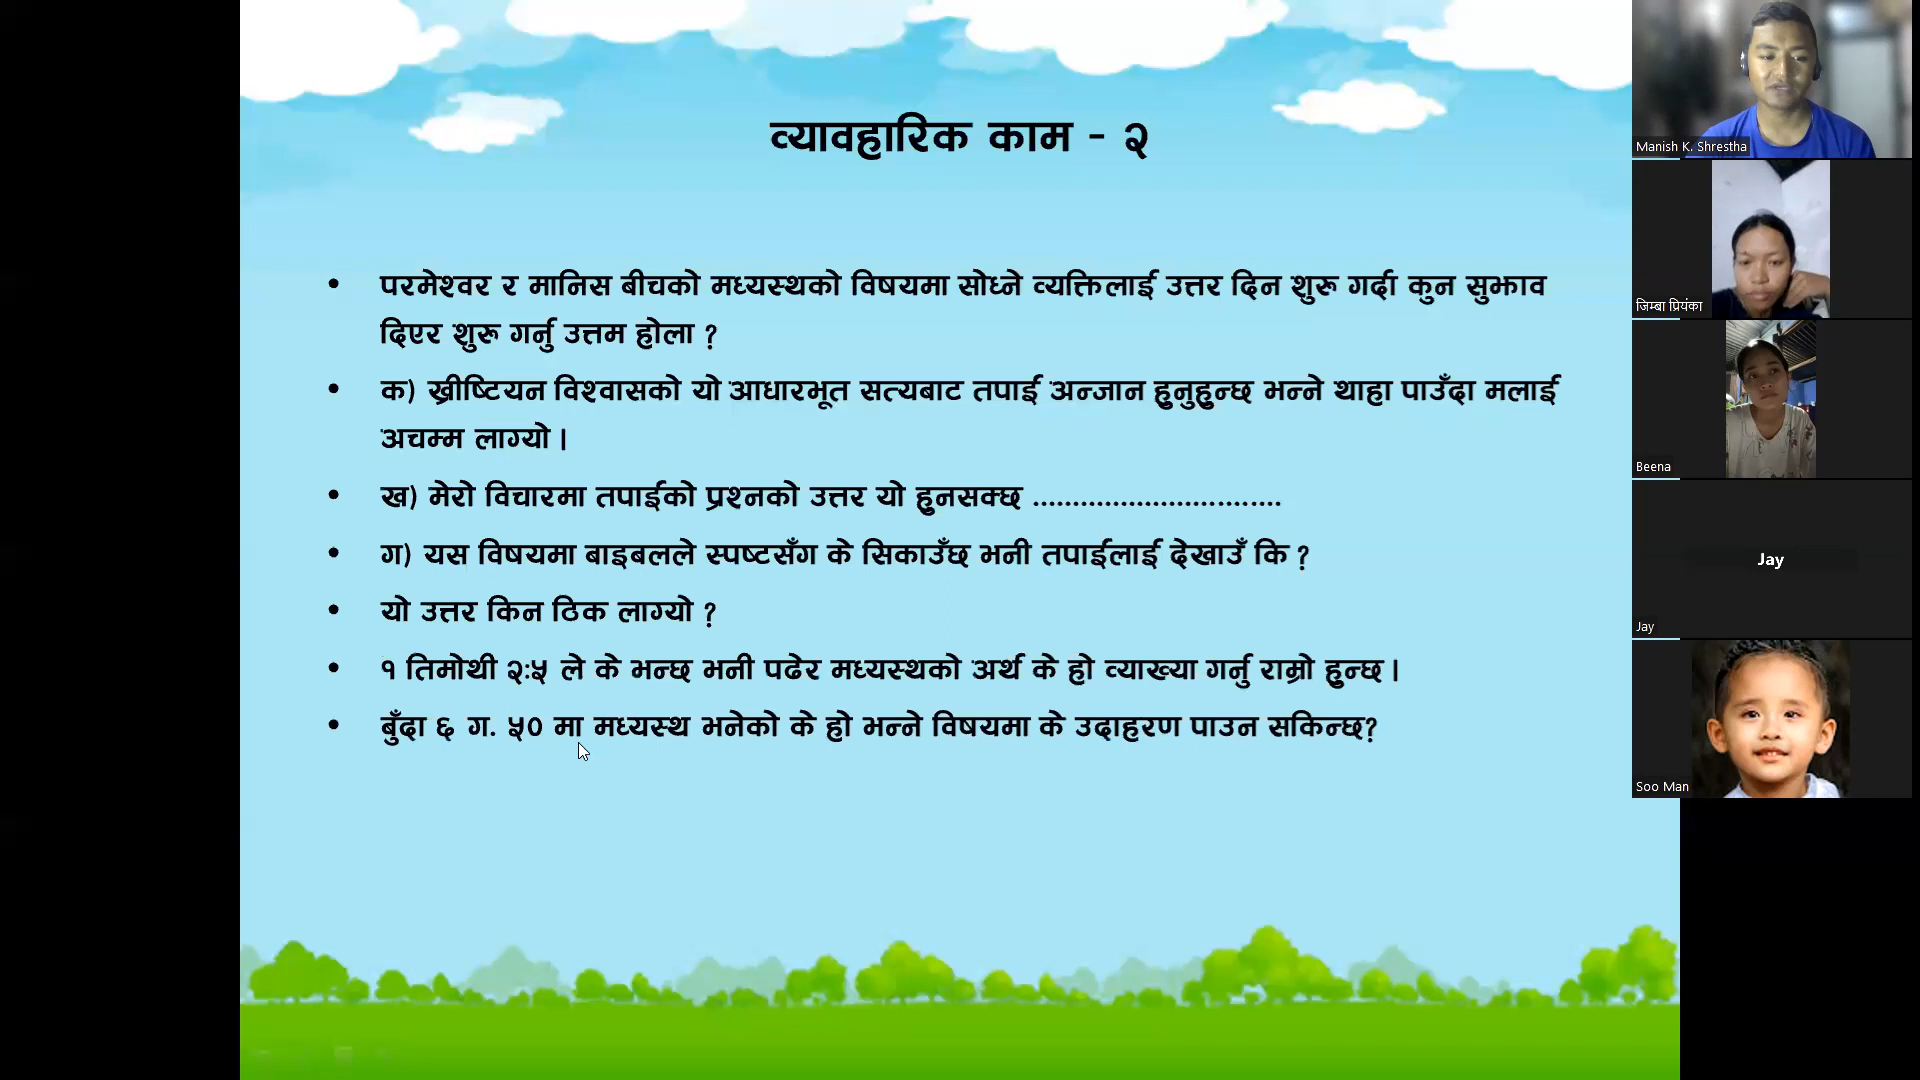 व्यावहारिक काम - २
• परमेश्वर र मानिस बीचको मध्यस्थको विषयमा सोध्ने व्यक्तिलाई उत्तर दिन शुरू गर्दा कुन सुझाव
दिएर शुरू गर्नु उत्तम होला ?
• क) ख्रीष्टियन विश्वासको यो आधारभूत सत्यबाट तपाई अन्जान हुनुहुन्छ भन्ने थाहा पाउँदा मलाई
अचम्म लाग्यो ।
• ख) मेरो विचारमा तपाईको प्रश्नको उत्तर यो हुनसक्छ ...............................
• ग) यस विषयमा बाइबलले स्पष्टसँग के सिकाउँछ भनी तपाईलाई देखाउँ कि ?
• यो उत्तर किन ठिक लाग्यो ?
• १ तिमोथी २:५ ले के भन्छ भनी पढेर मध्यस्थको अर्थ के हो व्याख्या गर्नु राम्रो हुन्छ ।
• बुँदा ६ ग. ५० मा मध्यस्थ भनेको के हो भन्ने विषयमा के उदाहरण पाउन सकिन्छ?
Manish K. Shrestha
जिम्बा प्रियंका
Beena
Jay
Jay
Soo Man